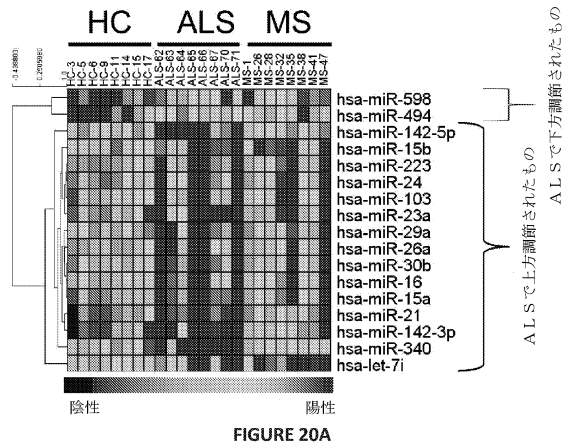 HC ALS MS
1.0
HC-3 HC-5 HC-6 HC-9 HC-11 HC-14 HC-15 HC-17 ALS-62 ALS-63 ALS-64 ALS-65 ALS-66 ALS-67 ALS-70 ALS-71 MS-1 MS-26 MS-28 MS-32 MS-35 MS-38 MS-41 MS-47
hsa-miR-598
hsa-miR-494
hsa-miR-142-5p
hsa-miR-15b
hsa-miR-223
hsa-miR-24
hsa-miR-103
hsa-miR-23a
hsa-miR-29a
hsa-miR-26a
hsa-miR-30b
hsa-miR-16
hsa-miR-15a
hsa-miR-21
hsa-miR-142-3p
hsa-miR-340
hsa-let-7i
ALSで下方調節されたもの
ALSで上方調節されたもの
陰性 陽性
FIGURE 20A